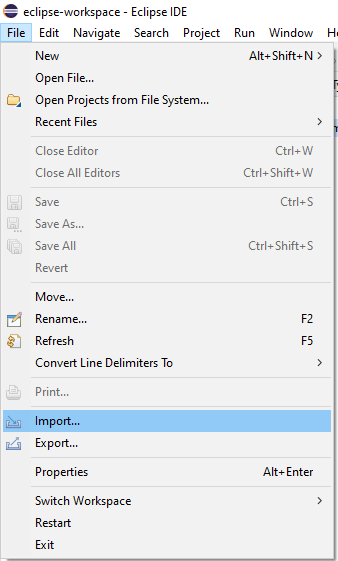 eclipse-workspace - Eclipse IDE
File Edit Navigate Search Project Run Window
New Alt+Shift+N >
Open File...
Open Projects from File System...
Recent Files >
Close Editor Ctrl+W
Close All Editors Ctrl+Shift+W
Save Ctrl+S
Save As...
Save All Ctrl+Shift+S
Revert
Move...
Rename... F2
Refresh F5
Convert Line Delimiters To >
Print...
Import...
Export...
Properties Alt+Enter
Switch Workspace >
Restart
Exit